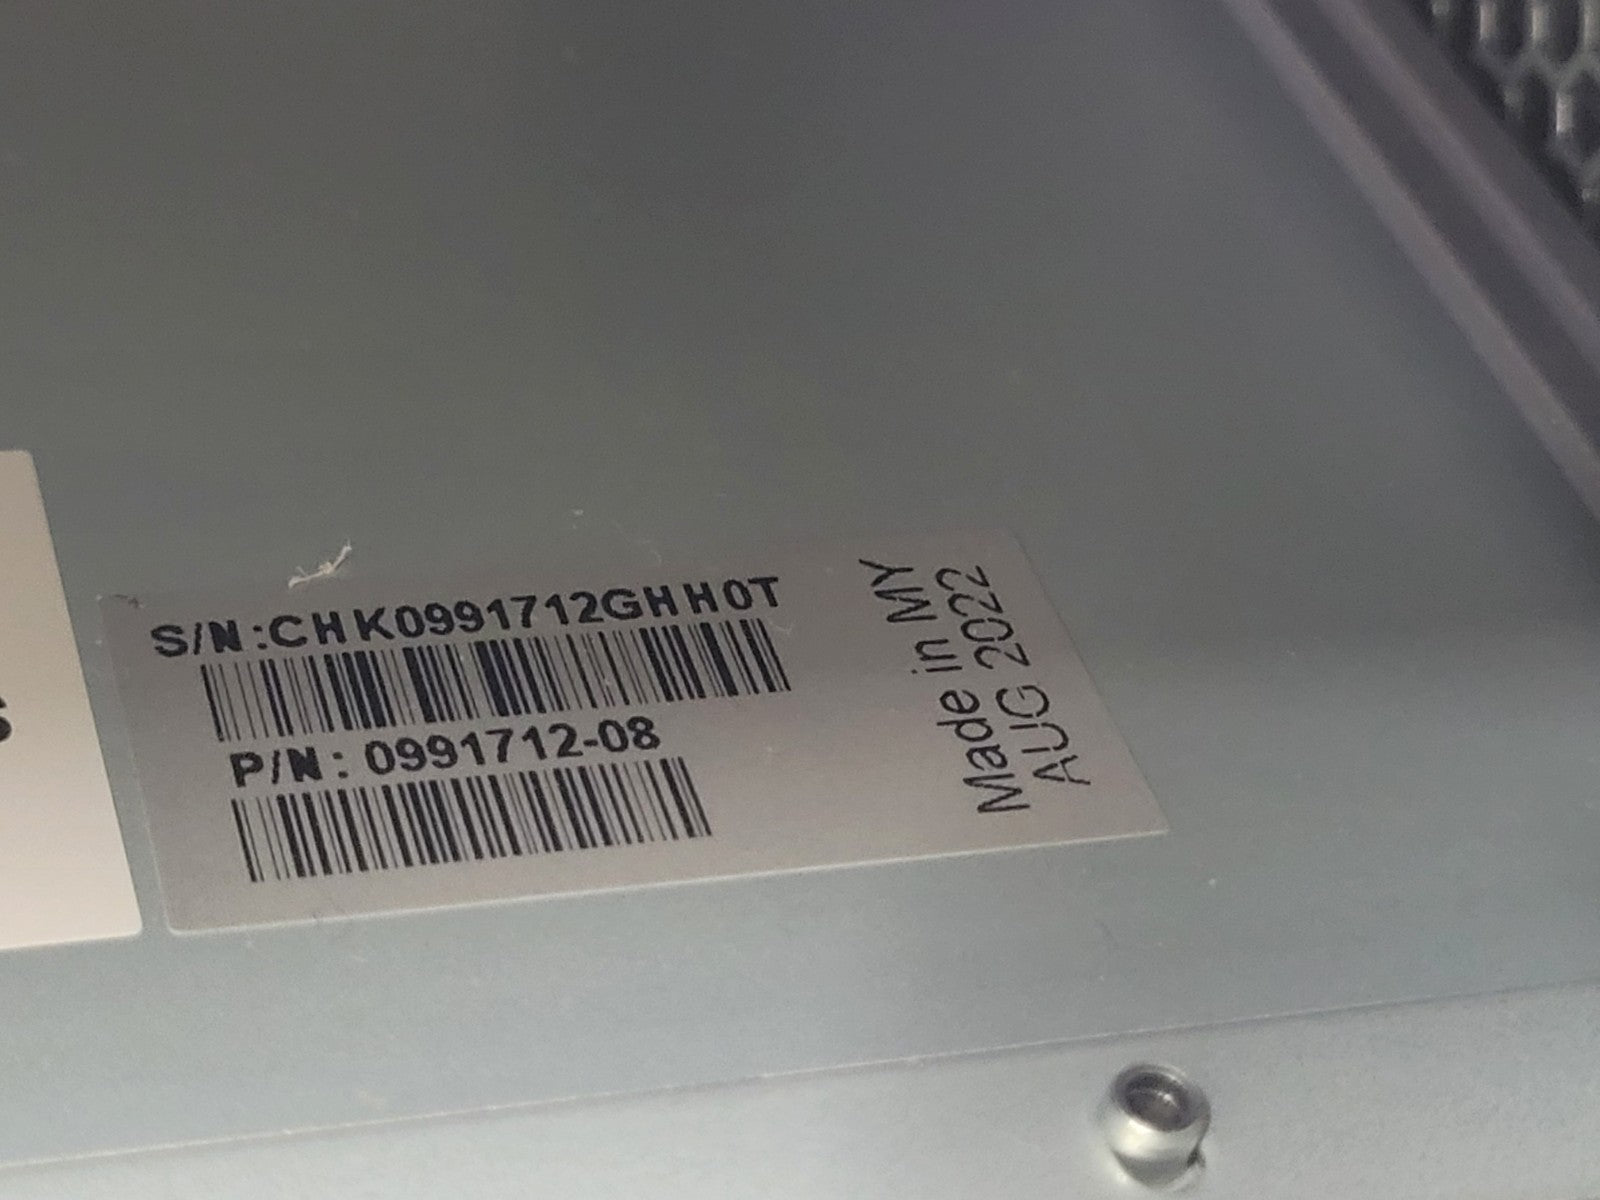 S/N:CHK0991712GHH0T
P/N: 0991712-08
Made in MY
AUG 2022